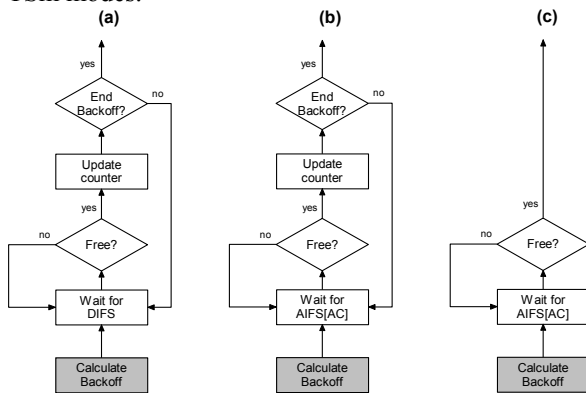 TSm modes.
(a)
(b)
(c)
yes
End
Backoff?
no
Update
counter
yes
no
Free?
Wait for
DIFS
Calculate
Backoff
yes
End
Backoff?
no
Update
counter
yes
no
Free?
Wait for
AIFS[AC]
Calculate
Backoff
yes
no
Free?
Wait for
AIFS[AC]
Calculate
Backoff